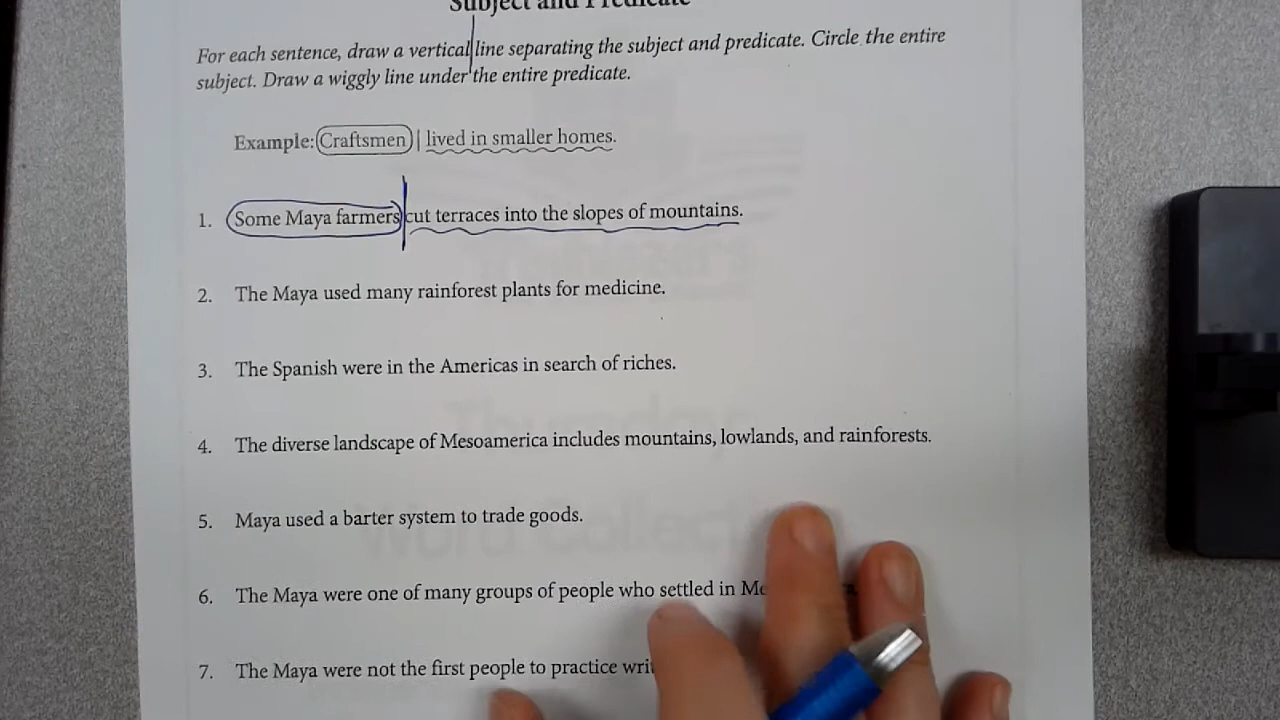 Subject and Predicate
For each sentence, draw a vertical line separating the subject and predicate. Circle the entire
subject. Draw a wiggly line under the entire predicate.
Example: Craftsmen | lived in smaller homes.
1. Some Maya farmers cut terraces into the slopes of mountains.
2. The Maya used many rainforest plants for medicine.
3. The Spanish were in the Americas in search of riches.
4. The diverse landscape of Mesoamerica includes mountains, lowlands, and rainforests.
5. Maya used a barter system to trade goods.
6. The Maya were one of many groups of people who settled in
7. The Maya were not the first people to practice